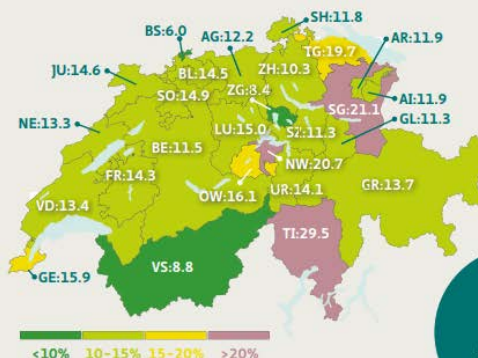 SH:11.8
BS:6.0
AG:12.2
AR:11.9
TG:19.7
JU:14.6
BL:14.5
ZH:10.3
ZG:8.4
SO:14.9
SG:21.1
AI:11.9
GL:11.3
NE:13.3
LU:15.0
SZ:11.3
BE:11.5
NW:20.7
FR:14.3
OW:16.1
UR:14.1
GR:13.7
VD:13.4
TI:29.5
GE:15.9
VS:8.8
<10% 10–15% 15–20% >20%